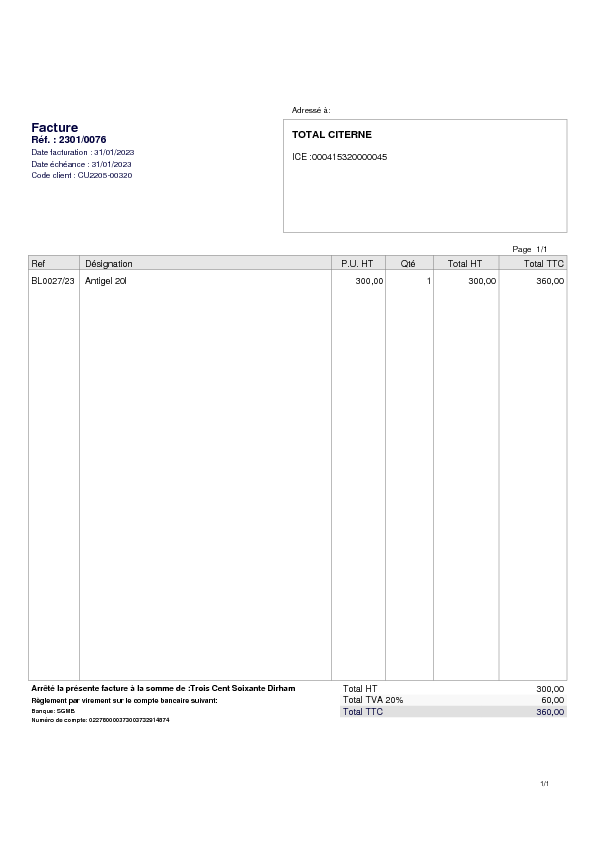 Adressé à:
Facture
Réf. : 2301/0076
Date facturation : 31/01/2023
Date échéance : 31/01/2023
Code client : CU2205-00320
TOTAL CITERNE
ICE :000415320000045
Page 1/1
Ref Désignation P.U. HT Qté Total HT Total TTC
BL0027/23 Antigel 20l 300,00 1 300,00 360,00
Arrêté la présente facture à la somme de :Trois Cent Soixante Dirham
Règlement par virement sur le compte bancaire suivant:
Banque: SGMB
Numéro de compte:
Total HT 300,00
Total TVA 20% 60,00
Total TTC 360,00
1/1